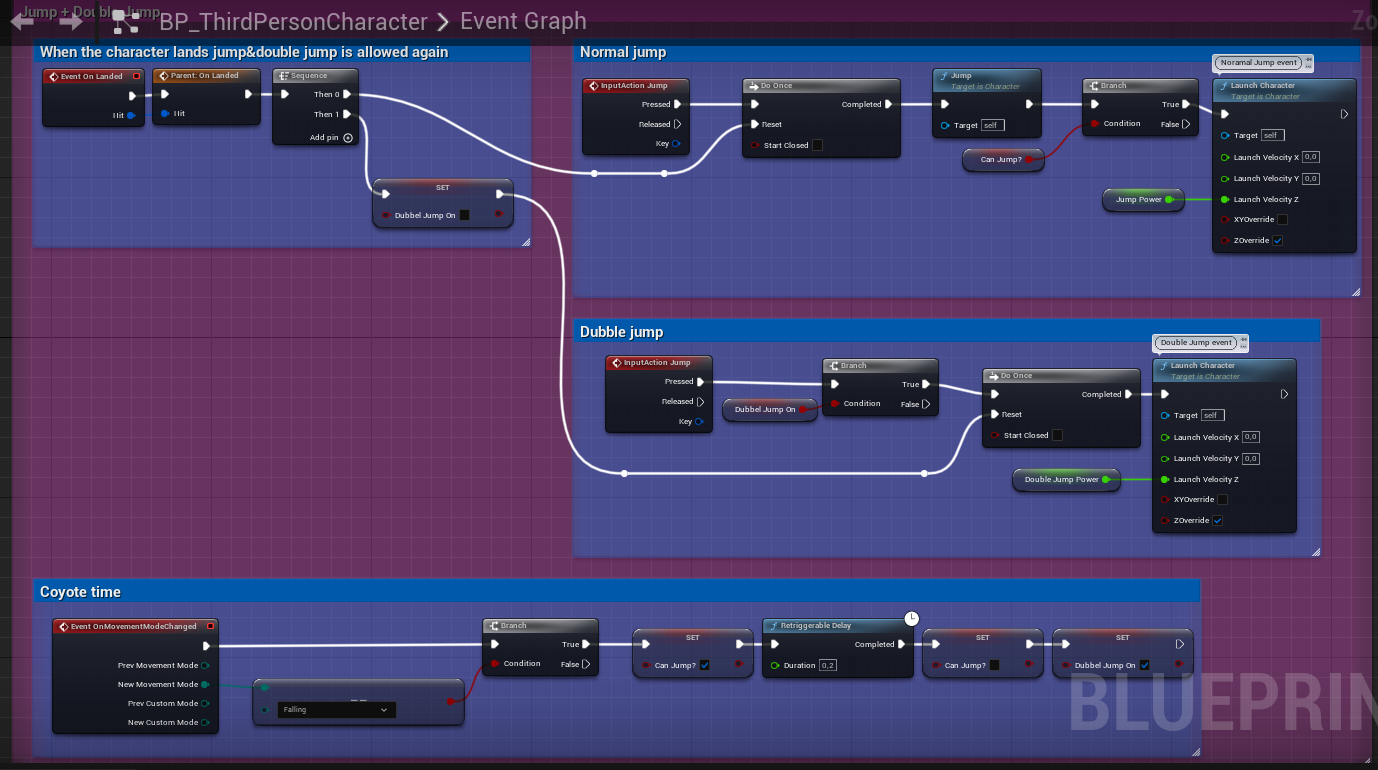 Jump + Double Jump
BP_ThirdPersonCharacter > Event Graph
Zo
When the character lands jump&double jump is allowed again
Event On Landed
Hit
Parent: On Landed
Hit
Sequence
Then 0
Then 1
Add pin
SET
Dubbel Jump On
Normal jump
InputAction Jump
Pressed
Released
Key
Do Once
Completed
Reset
Start Closed
Jump
Target is Character
Target self
Can Jump?
Branch
True
Condition False
Noramal Jump event
Launch Character
Target is Character
Target self
Launch Velocity X 0,0
Launch Velocity Y 0,0
Launch Velocity Z
XYOverride
ZOverride
Jump Power
Dubble jump
InputAction Jump
Pressed
Released
Key
Dubbel Jump On
Branch
True
Condition False
Do Once
Completed
Reset
Start Closed
Double Jump Power
Double Jump event
Launch Character
Target is Character
Target self
Launch Velocity X 0,0
Launch Velocity Y 0,0
Launch Velocity Z
XYOverride
ZOverride
Coyote time
Event OnMovementModeChanged
Prev Movement Mode
New Movement Mode
Prev Custom Mode
New Custom Mode
==
Falling
Branch
True
Condition False
SET
Can Jump?
Retriggerable Delay
Completed
Duration 0,2
SET
Can Jump?
SET
Dubbel Jump On
BLUEPRIN